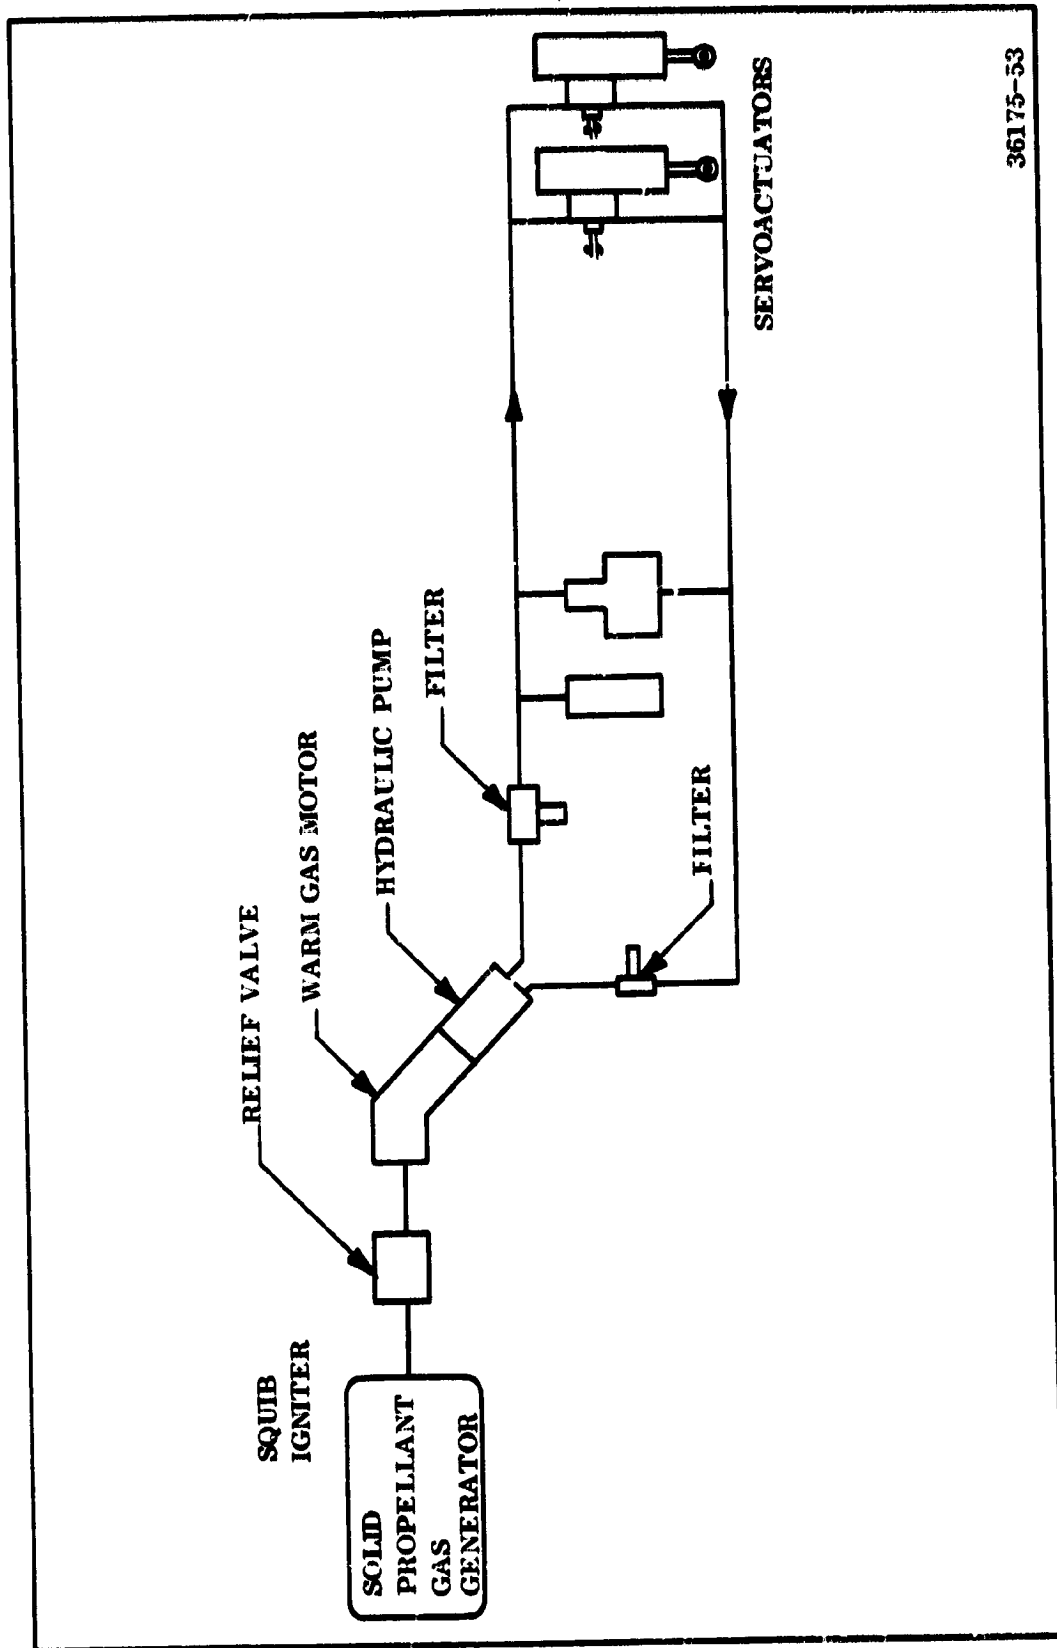 SQUIB
IGNITER
SOLID
PROPELLANT
GAS
GENERATOR
RELIEF VALVE
WARM GAS MOTOR
HYDRAULIC PUMP
FILTER
FILTER
SERVOACTUATORS
36175-53